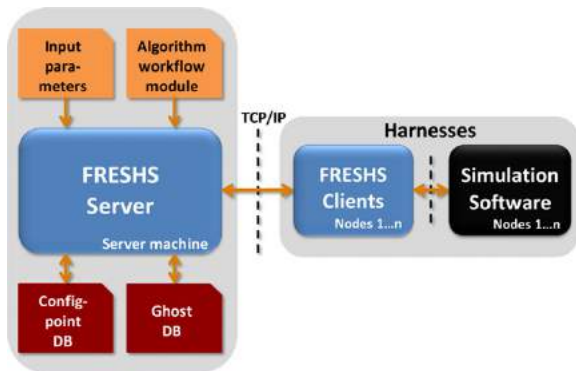 Input
para-
meters
Algorithm
workflow
module
TCP/IP
FRESHS
Server
Server machine
Harnesses
FRESHS
Clients
Nodes 1...n
Simulation
Software
Nodes 1...n
Config-
point
DB
Ghost
DB